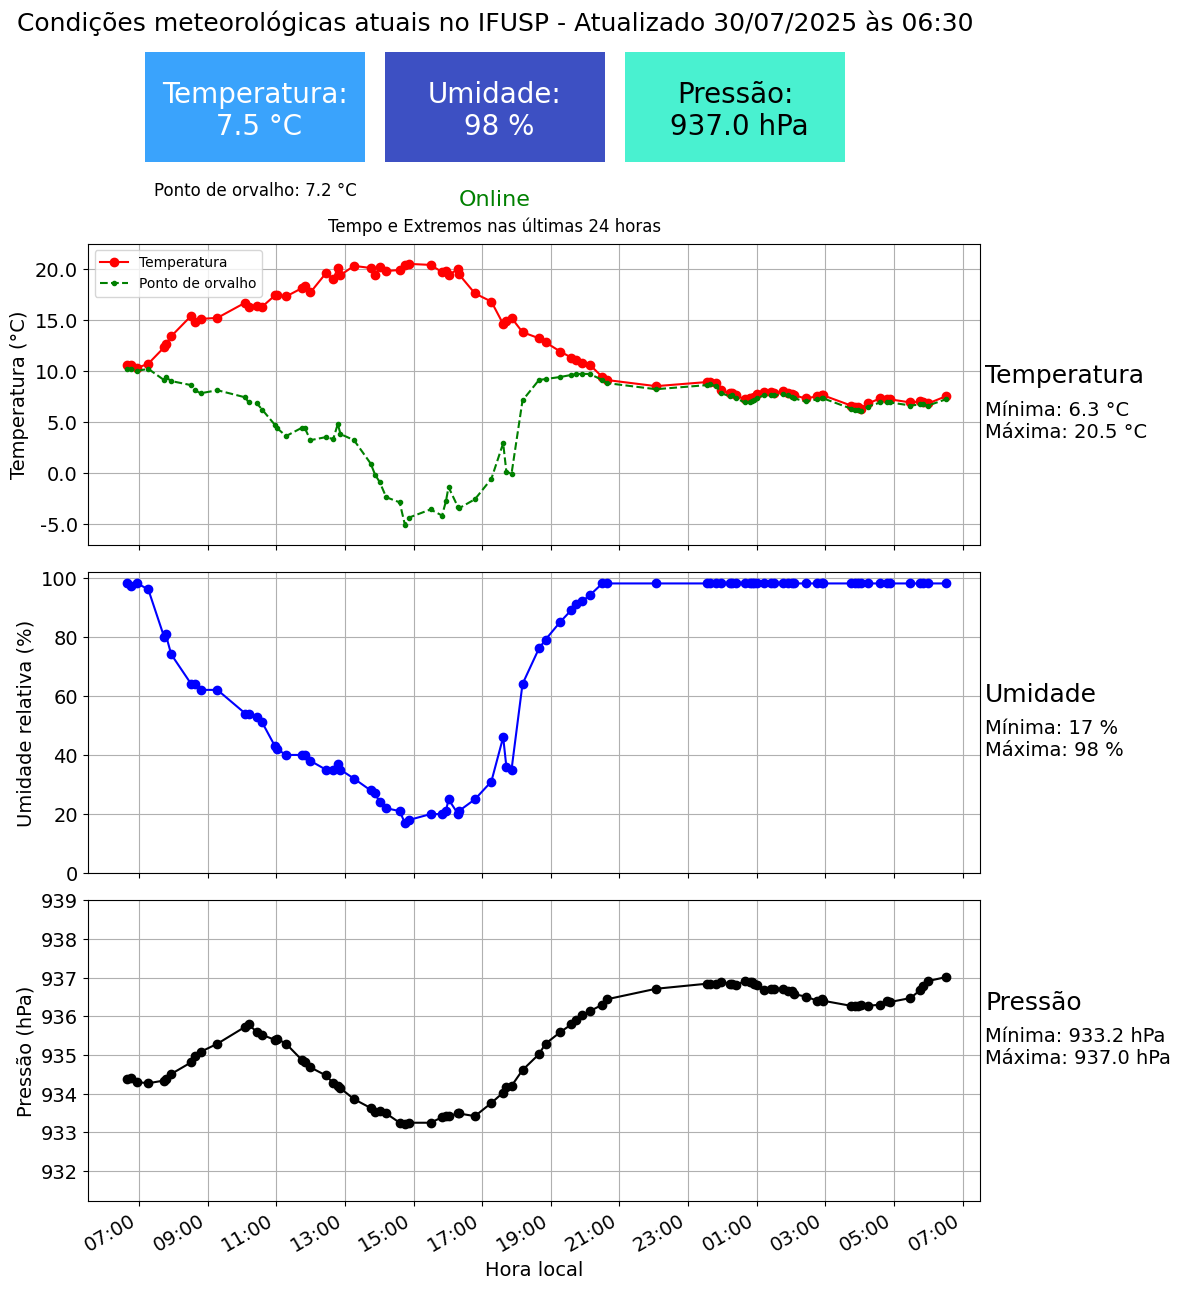 Condições meteorológicas atuais no IFUSP - Atualizado 30/07/2025 às 06:30
Temperatura:
7.5 °C
Umidade:
98 %
Pressão:
937.0 hPa
Ponto de orvalho: 7.2 °C
Online
Tempo e Extremos nas últimas 24 horas
Temperatura
Ponto de orvalho
Temperatura (°C)
20.0
15.0
10.0
5.0
0.0
-5.0
Temperatura
Mínima: 6.3 °C
Máxima: 20.5 °C
Umidade relativa (%)
100
80
60
40
20
0
Umidade
Mínima: 17 %
Máxima: 98 %
Pressão (hPa)
939
938
937
936
935
934
933
932
Pressão
Mínima: 933.2 hPa
Máxima: 937.0 hPa
07:00 09:00 11:00 13:00 15:00 17:00 19:00 21:00 23:00 01:00 03:00 05:00 07:00
Hora local